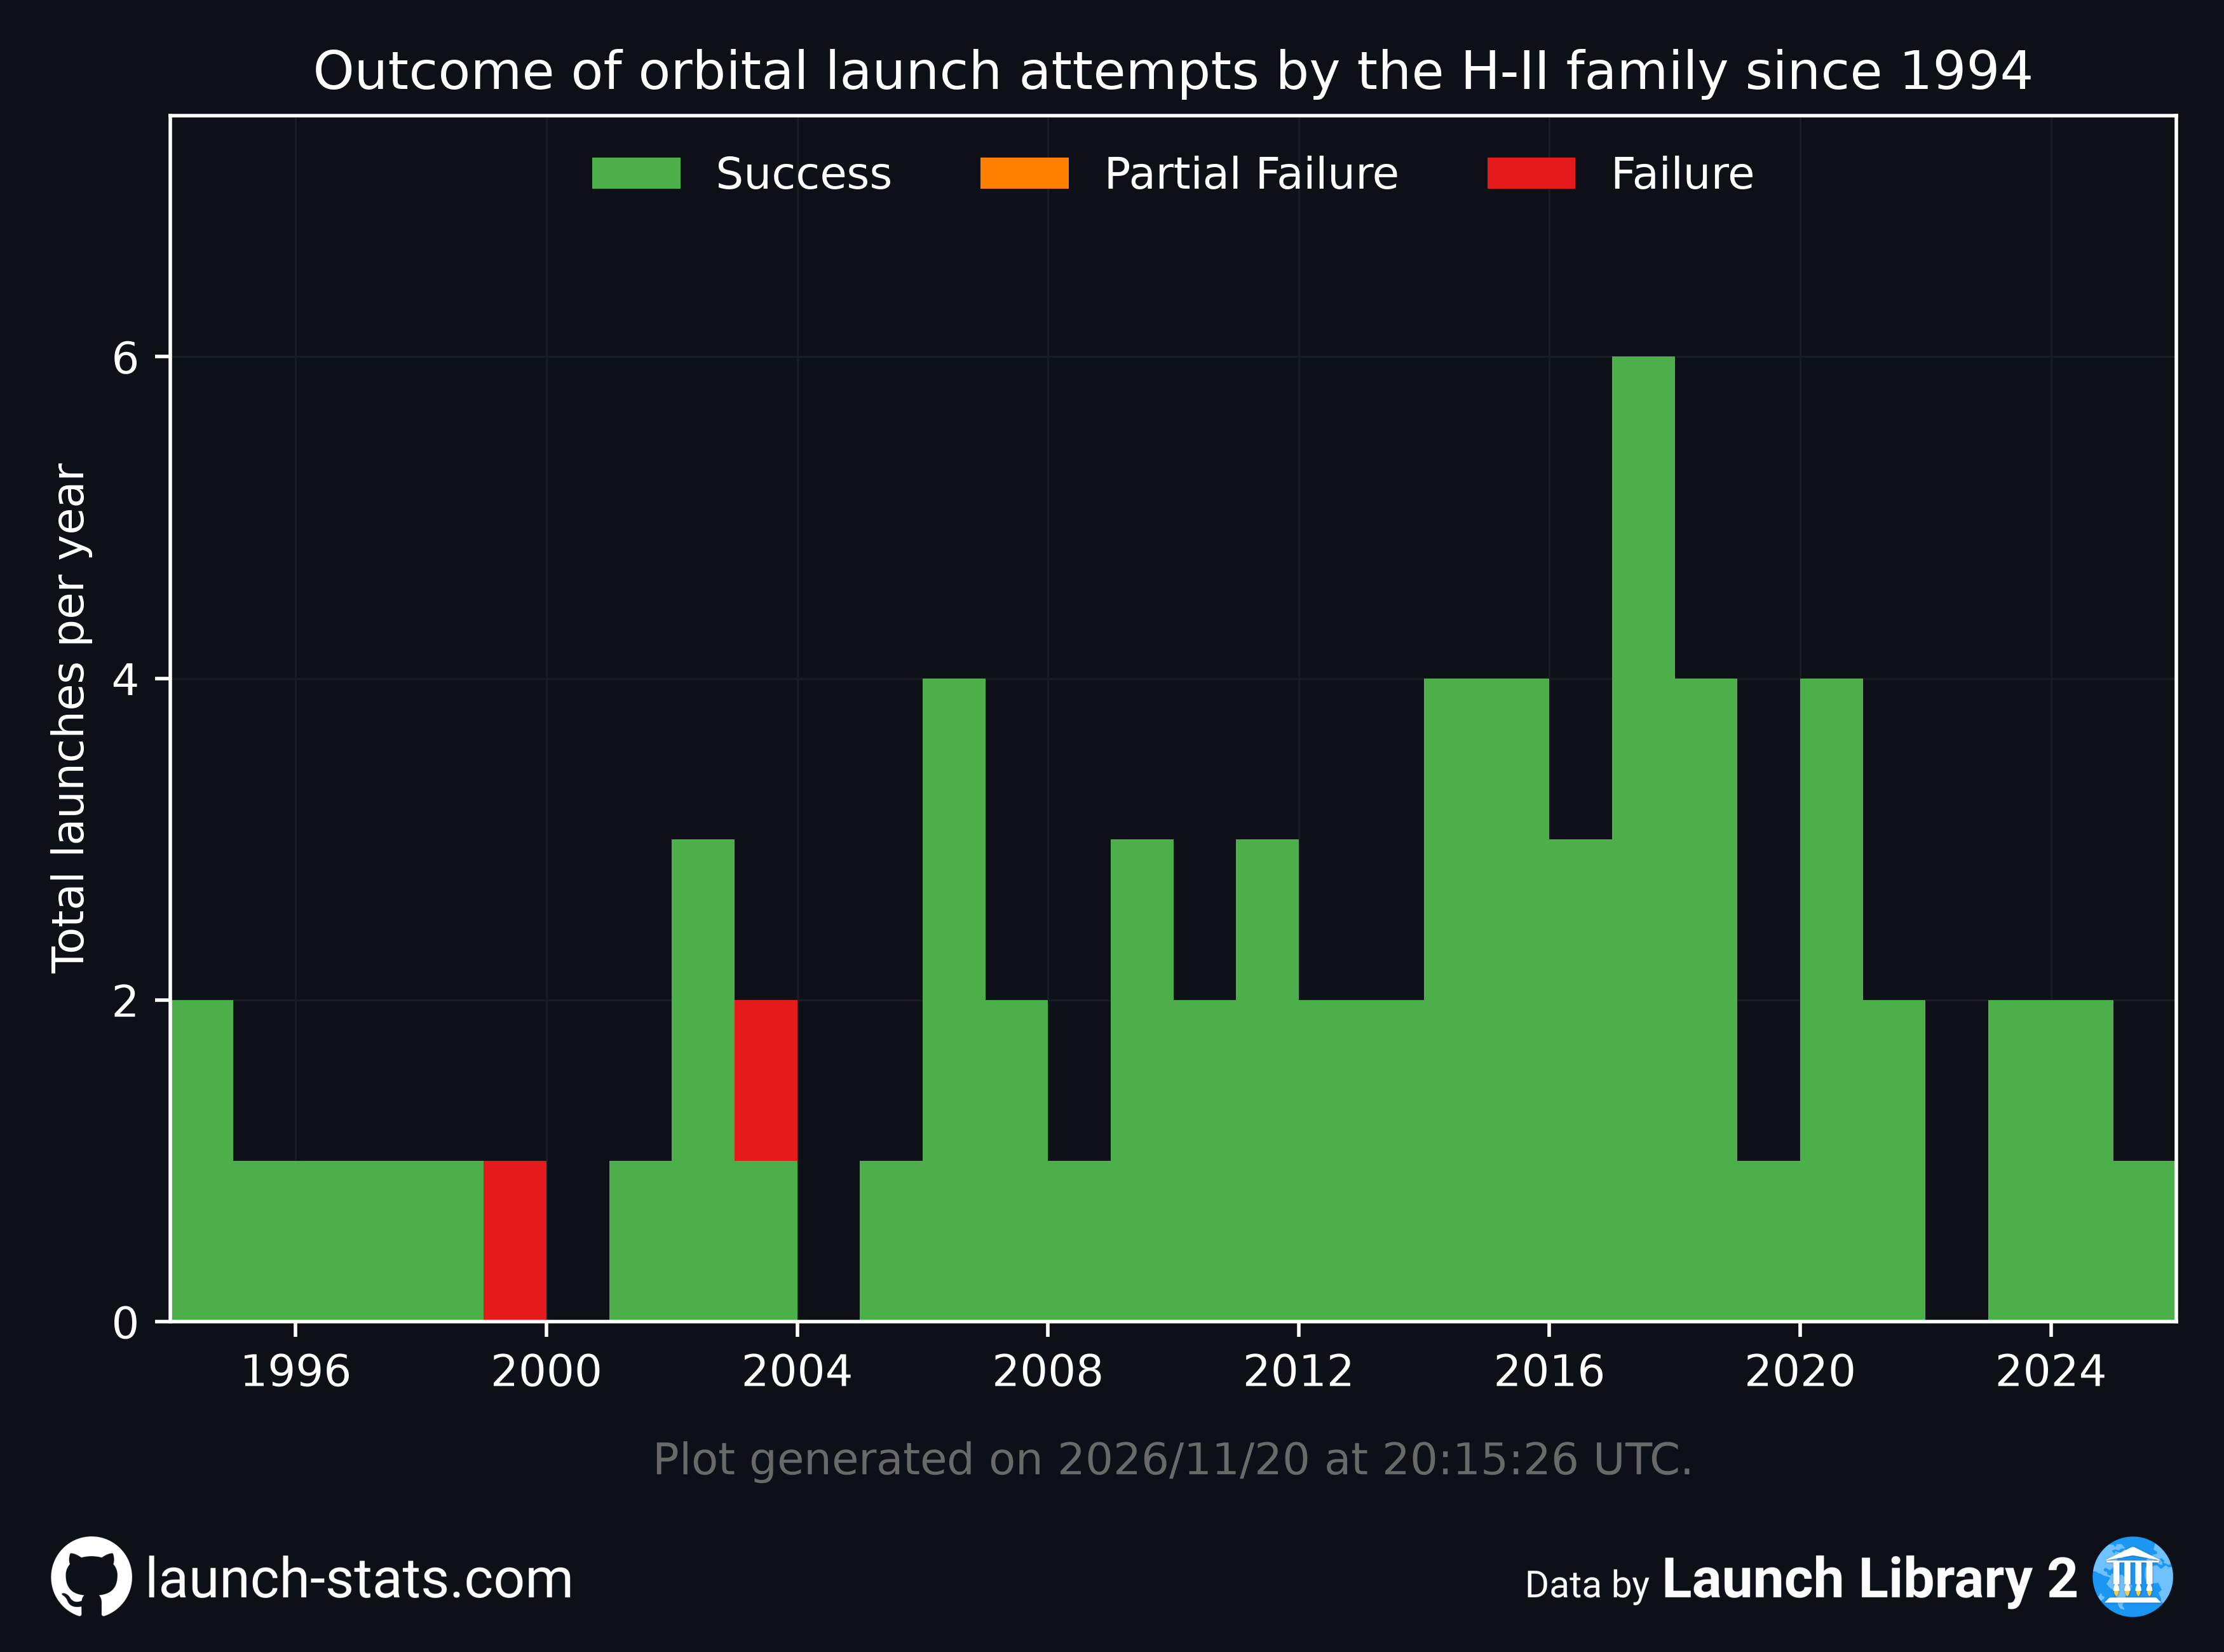 Outcome of orbital launch attempts by the H-II family since 1994
Success Partial Failure Failure
Total launches per year
6
4
2
0
1996 2000 2004 2008 2012 2016 2020 2024
Plot generated on 2026/11/20 at 20:15:26 UTC.
launch-stats.com
Data by Launch Library 2